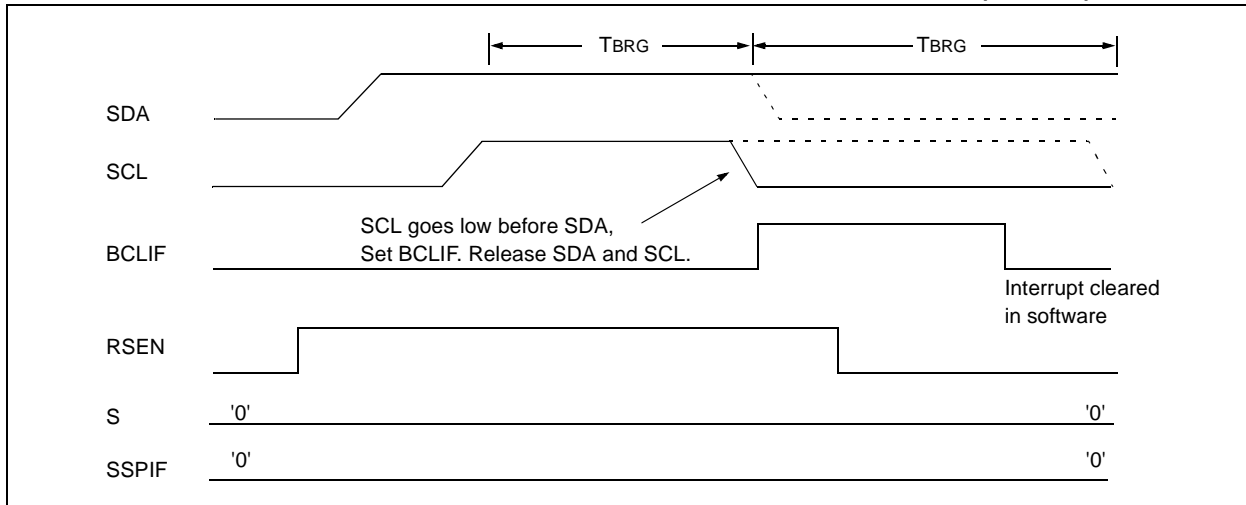 TBRG TBRG
SDA
SCL
SCL goes low before SDA,
Set BCLIF. Release SDA and SCL.
BCLIF
Interrupt cleared
in software
RSEN
S '0' '0'
SSPIF '0' '0'